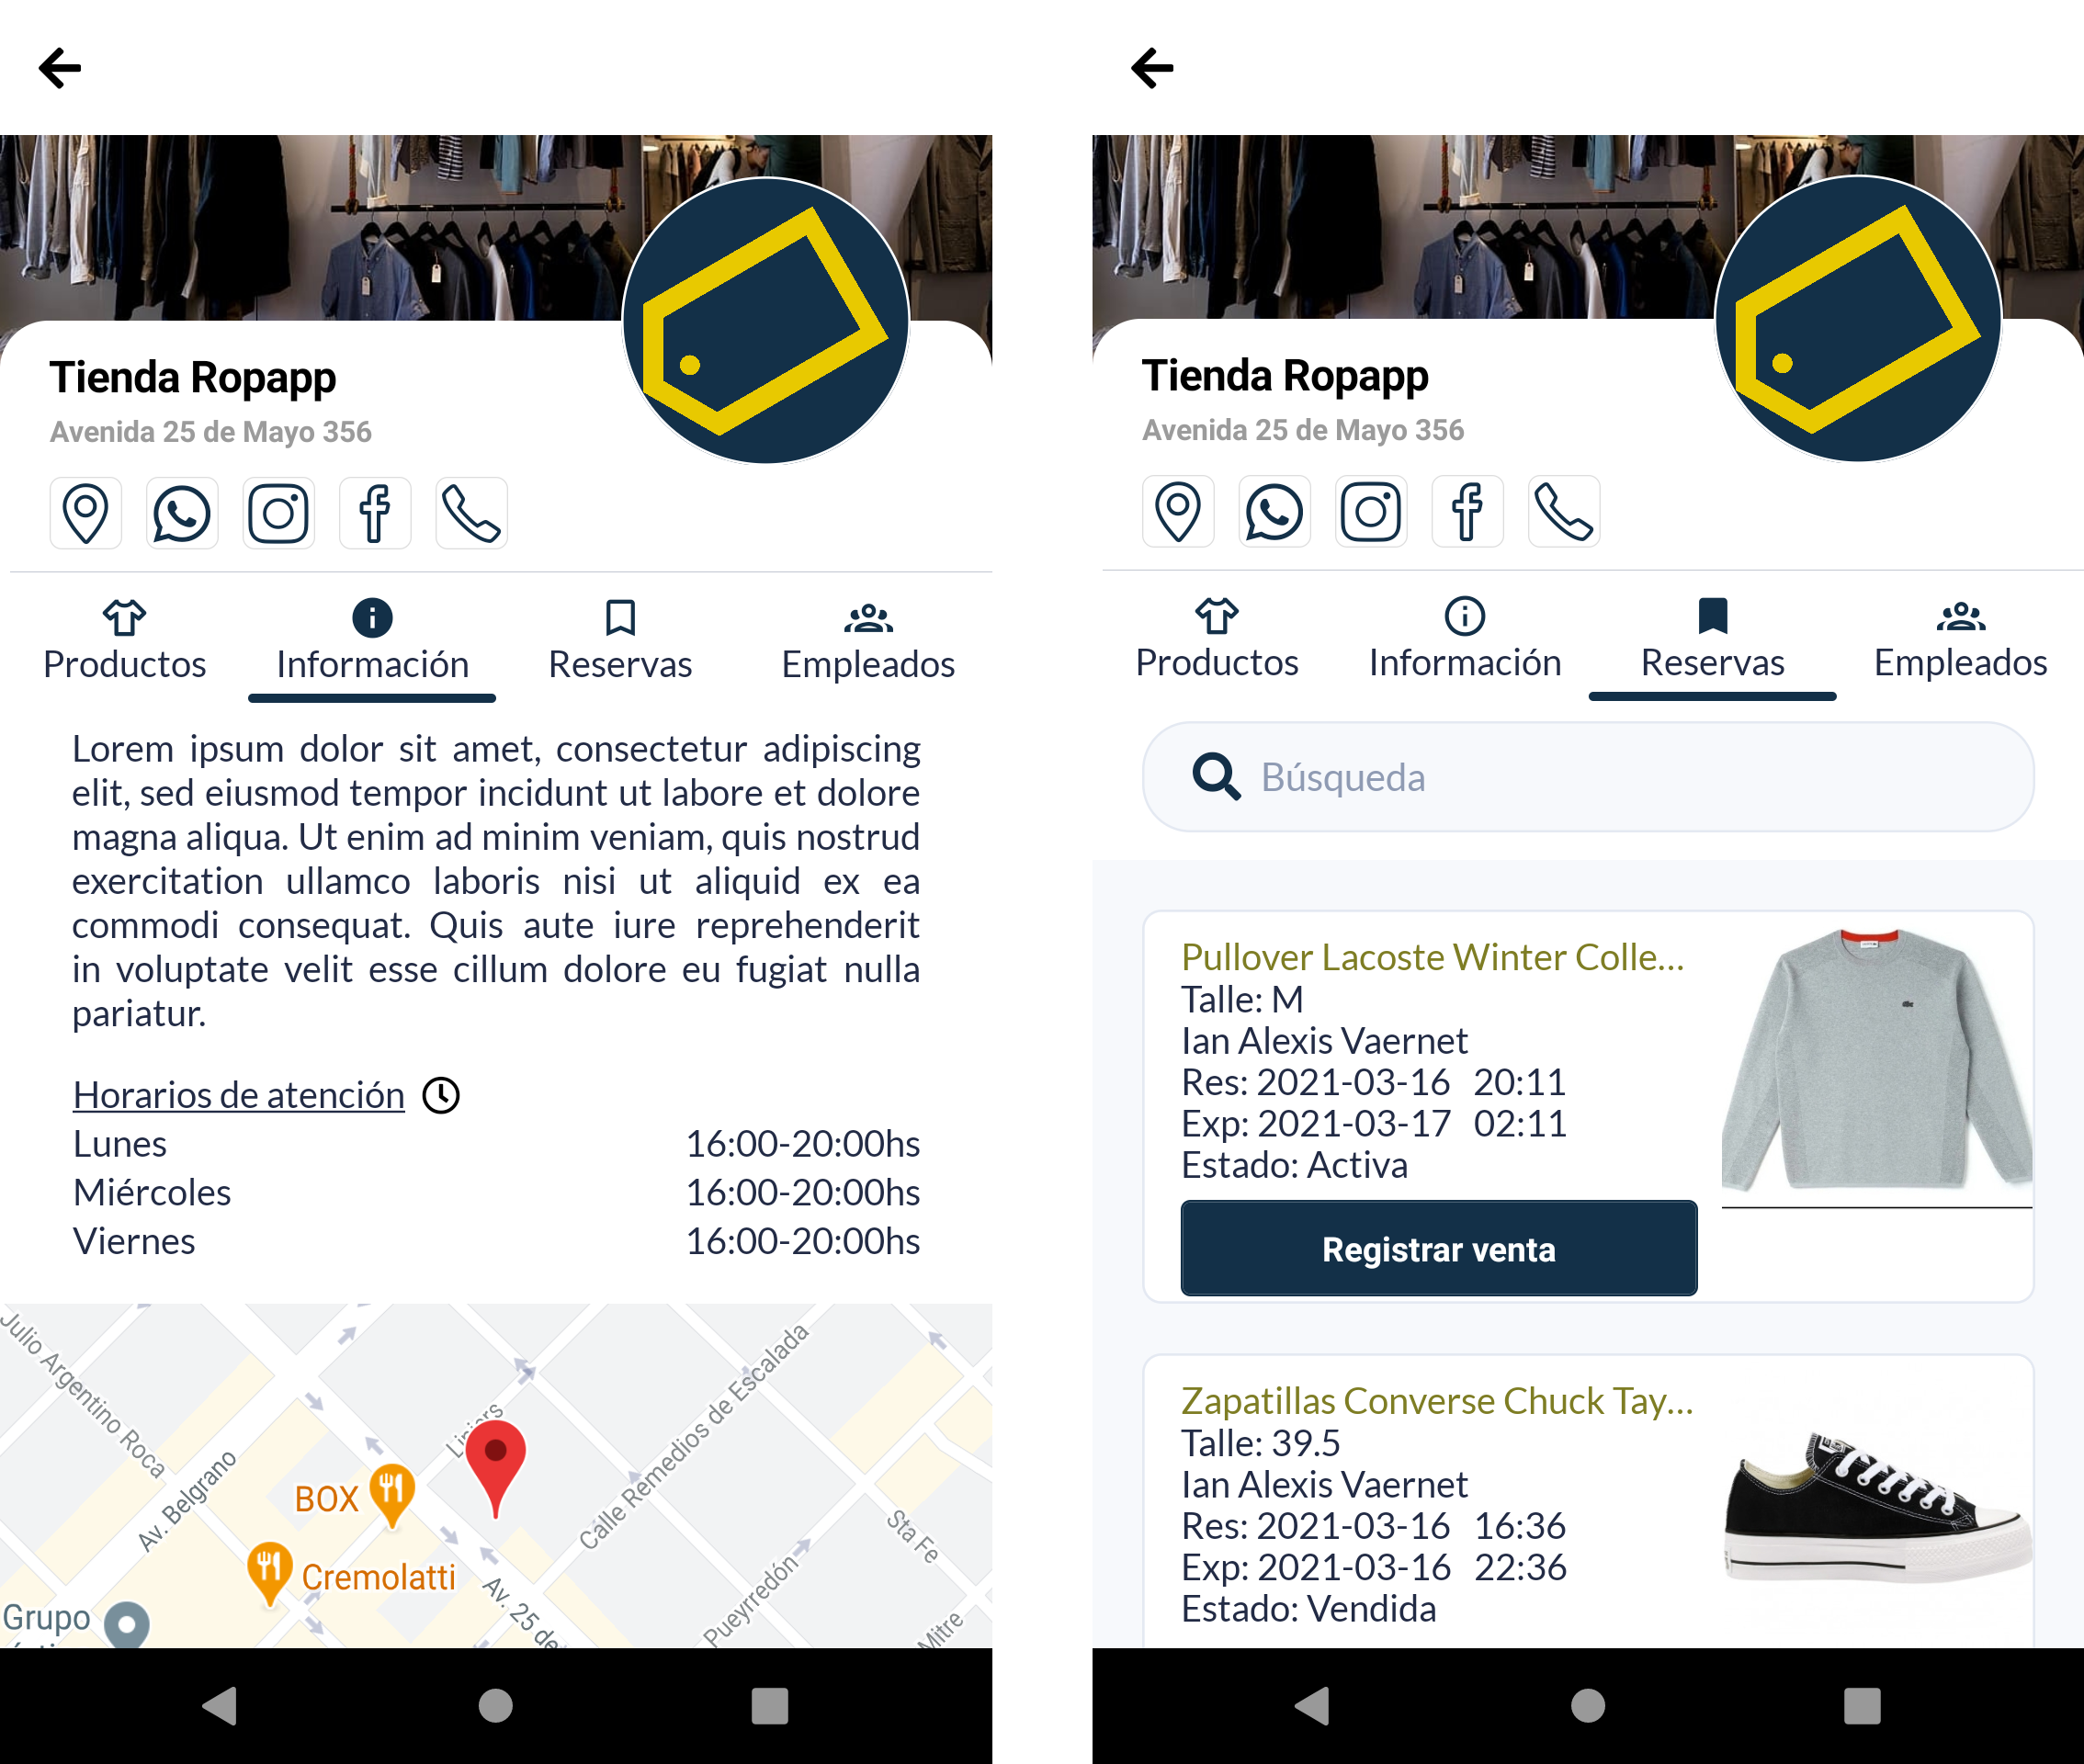 Tienda Ropapp
Avenida 25 de Mayo 356
Productos
Información
Reservas
Empleados
Lorem ipsum dolor sit amet, consectetur adipiscing
elit, sed eiusmod tempor incidunt ut labore et dolore
magna aliqua. Ut enim ad minim veniam, quis nostrud
exercitation ullamco laboris nisi ut aliquid ex ea
commodi consequat. Quis aute iure reprehenderit
in voluptate velit esse cillum dolore eu fugiat nulla
pariatur.
Horarios de atención
Lunes 16:00-20:00hs
Miércoles 16:00-20:00hs
Viernes 16:00-20:00hs
Julio Argentino Roca
Av. Belgrano
Liniers
Calle Remedios de Escalada
BOX
Cremolatti
Sta Fe
Av. 25 de
Pueyrredón
Mitre
Grupo
Tienda Ropapp
Avenida 25 de Mayo 356
Productos
Información
Reservas
Empleados
Búsqueda
Pullover Lacoste Winter Colle...
Talle: M
Ian Alexis Vaernet
Res: 2021-03-16 20:11
Exp: 2021-03-17 02:11
Estado: Activa
Registrar venta
Zapatillas Converse Chuck Tay...
Talle: 39.5
Ian Alexis Vaernet
Res: 2021-03-16 16:36
Exp: 2021-03-16 22:36
Estado: Vendida